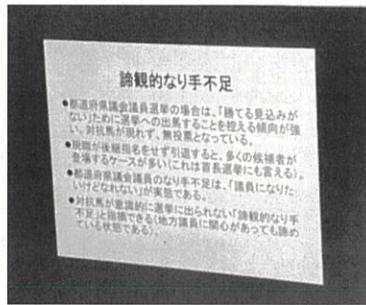 諦観的なり手不足
●都道府県議会議員選挙の場合は、「勝てる見込みが
ない」ために選挙への出馬することを控える傾向が強
い。対抗馬が現れず、無投票となっている。
●現職が後継指名をせず引退すると、多くの候補者が
登場するケースが多い(これは首長選挙にも言える)。
●都道府県議会議員のなり手不足は、「議員になりた
いけどなれない」が実態である。
●対抗馬が意識的に選挙に出られない「諦観的なり手
不足」と指摘できる(地方議員に関心があっても諦め
ている状態である)。